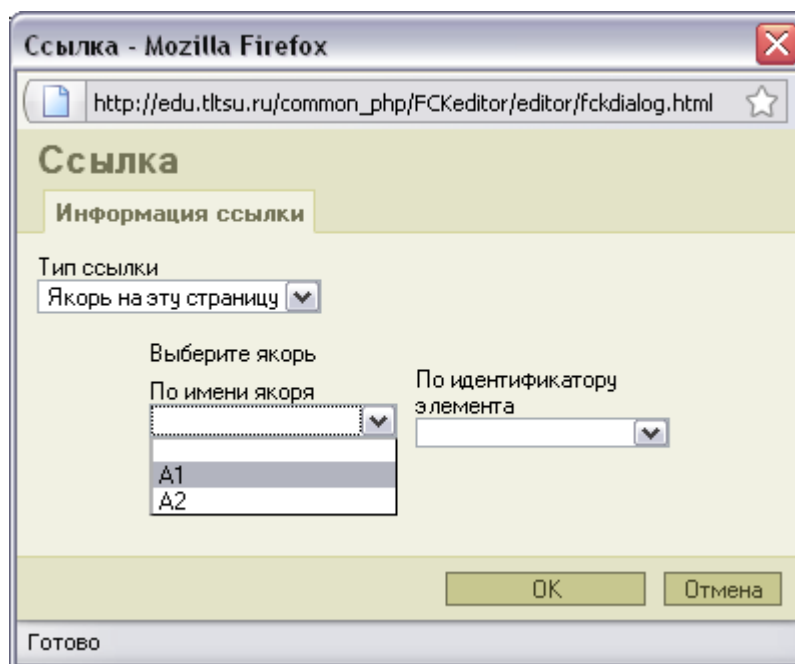 Ссылка - Mozilla Firefox
http://edu.tltsu.ru/common_php/FCKeditor/editor/fckdialog.html
Ссылка
Информация ссылки
Тип ссылки
Якорь на эту страницу
Выберите якорь
По имени якоря
По идентификатору
элемента
A1
A2
OK
Отмена
Готово